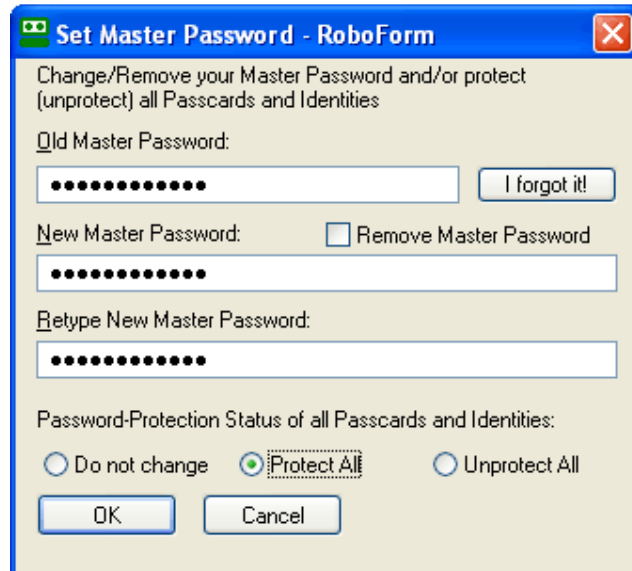 Set Master Password - RoboForm
Change/Remove your Master Password and/or protect
(unprotect) all Passcards and Identities
Old Master Password:
●●●●●●●●●●●● I forgot it!
New Master Password: Remove Master Password
●●●●●●●●●●●●
Retype New Master Password:
●●●●●●●●●●●●
Password-Protection Status of all Passcards and Identities:
Do not change Protect All Unprotect All
OK Cancel